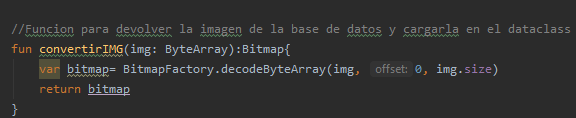 //Funcion para devolver la imagen de la base de datos y cargarla en el dataclass
fun convertirIMG(img: ByteArray):Bitmap{
var bitmap= BitmapFactory.decodeByteArray(img, offset: 0, img.size)
return bitmap
}